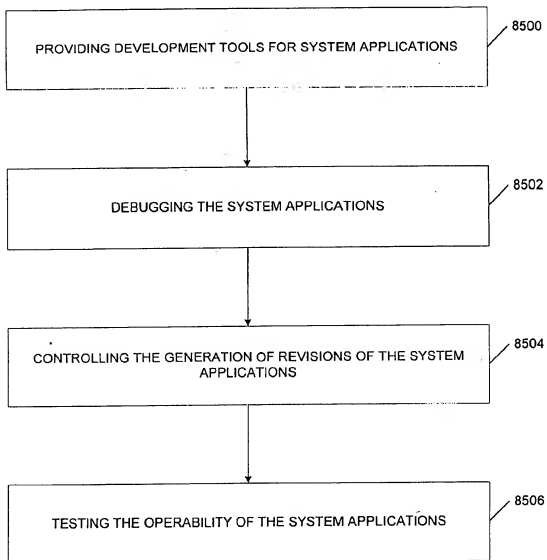 8500
PROVIDING DEVELOPMENT TOOLS FOR SYSTEM APPLICATIONS
8502
DEBUGGING THE SYSTEM APPLICATIONS
8504
CONTROLLING THE GENERATION OF REVISIONS OF THE SYSTEM
APPLICATIONS
8506
TESTING THE OPERABILITY OF THE SYSTEM APPLICATIONS